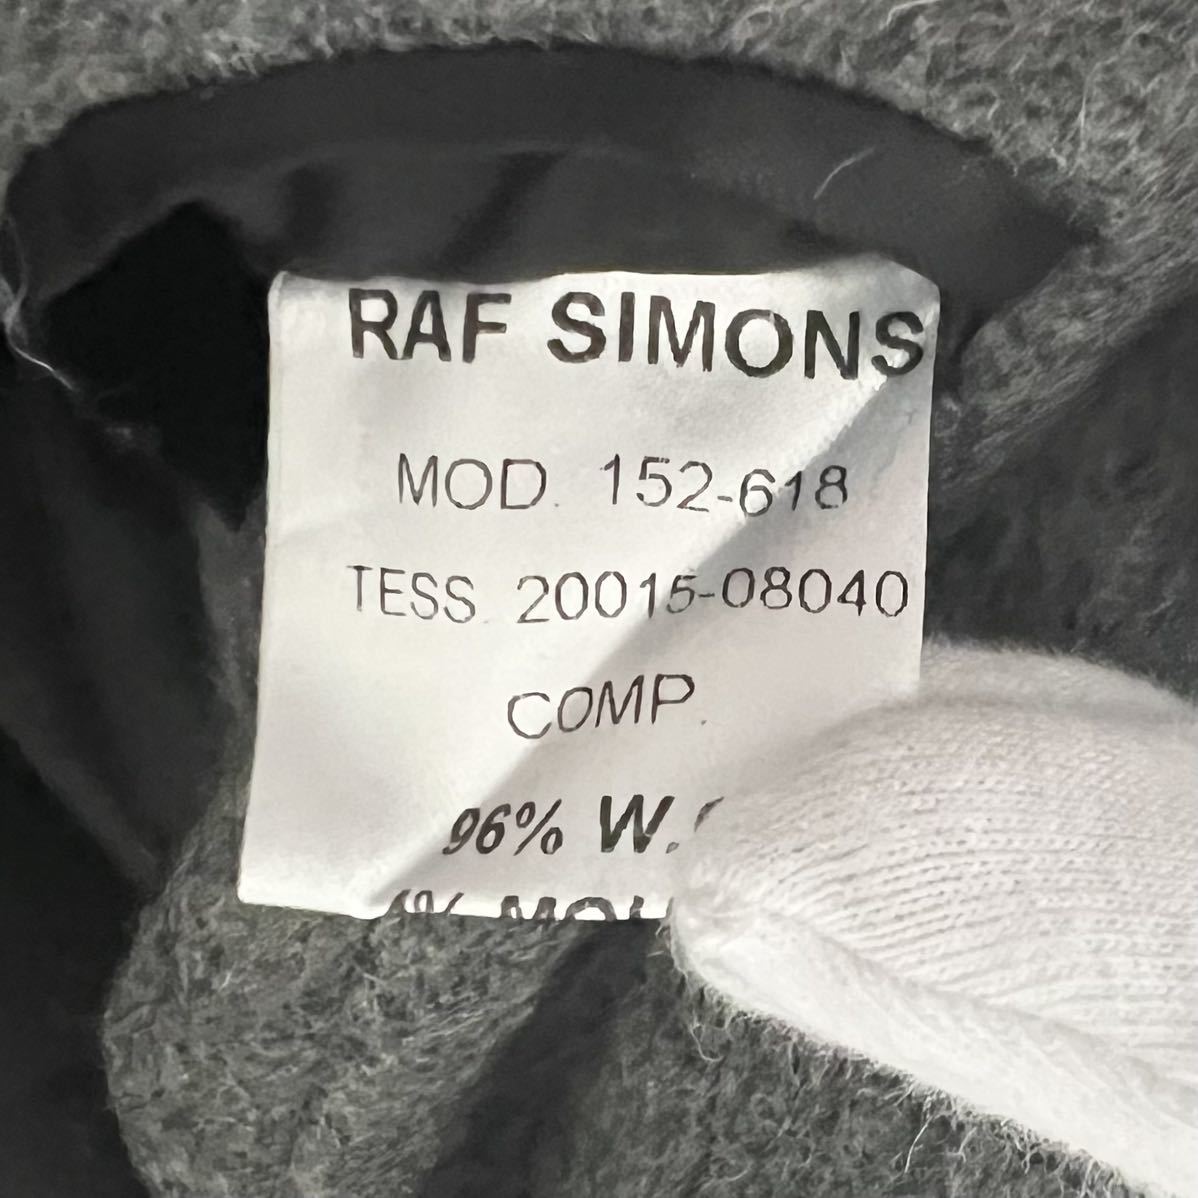 RAF SIMONS
MOD. 152-618
TESS. 20015-08040
COMP.
96% W.